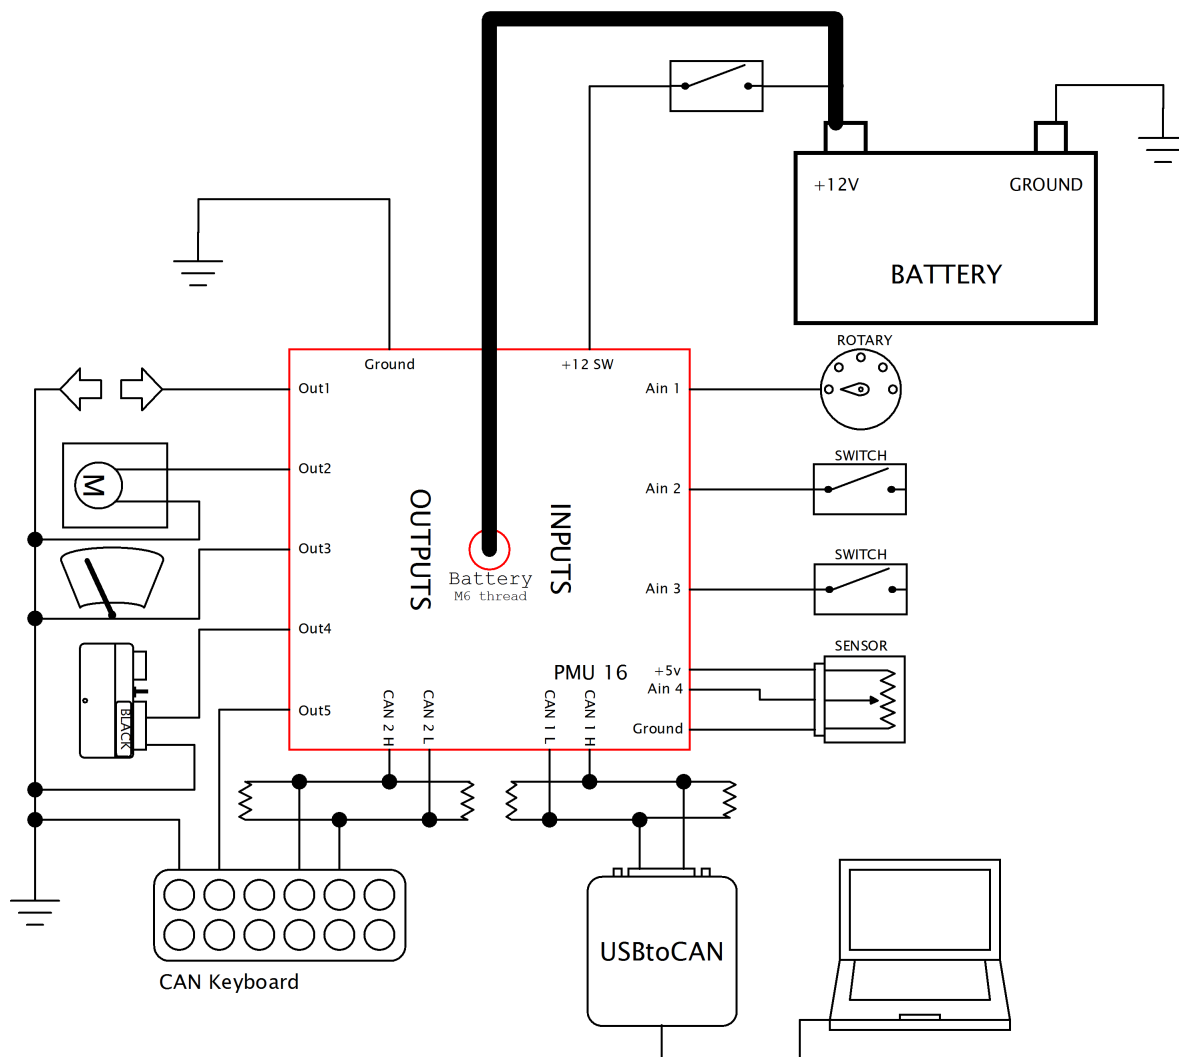 +12V
GROUND
BATTERY
ROTARY
Ground
+12 SW
Out1
Ain 1
SWITCH
Out2
M
Ain 2
OUTPUTS
INPUTS
Out3
SWITCH
Battery
M6 thread
Ain 3
Out4
SENSOR
PMU 16
+5v
Ain 4
T
BLACK
Out5
CAN 2 H
CAN 2 L
CAN 1 L
CAN 1 H
Ground
USBtoCAN
CAN Keyboard